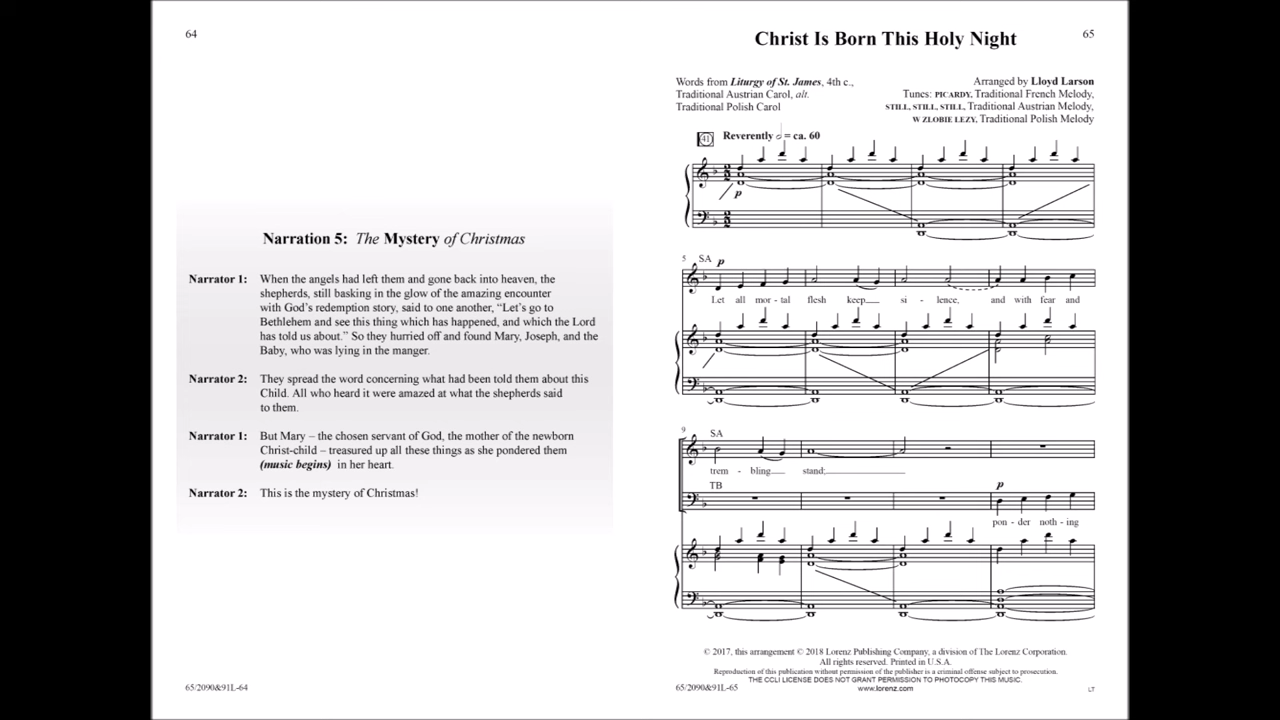 64
Narration 5: The Mystery of Christmas
Narrator 1: When the angels had left them and gone back into heaven, the
shepherds, still basking in the glow of the amazing encounter
with God's redemption story, said to one another, “Let's go to
Bethlehem and see this thing which has happened, and which the Lord
has told us about.” So they hurried off and found Mary, Joseph, and the
Baby, who was lying in the manger.
Narrator 2: They spread the word concerning what had been told them about this
Child. All who heard it were amazed at what the shepherds said
to them.
Narrator 1: But Mary – the chosen servant of God, the mother of the newborn
Christ-child – treasured up all these things as she pondered them
(music begins) in her heart.
Narrator 2: This is the mystery of Christmas!
65/2090&91L-64
Christ Is Born This Holy Night
65
Words from Liturgy of St. James, 4th c.,
Traditional Austrian Carol, alt.
Traditional Polish Carol
Arranged by Lloyd Larson
Tunes: PICARDY, Traditional French Melody,
STILL, STILL, STILL, Traditional Austrian Melody,
W ZLOBIE LEZY, Traditional Polish Melody
41 Reverently = ca. 60
p
5 SA p
Let all mor - tal flesh keep si - lence, and with fear and
9 SA
trem - bling stand;
TB p
pon - der noth - ing
© 2017, this arrangement © 2018 Lorenz Publishing Company, a division of The Lorenz Corporation.
All rights reserved. Printed in U.S.A.
Reproduction of this publication without permission of the publisher is a criminal offense subject to prosecution.
THE CCLI LICENSE DOES NOT GRANT PERMISSION TO PHOTOCOPY THIS MUSIC.
65/2090&91L-65 www.lorenz.com LT